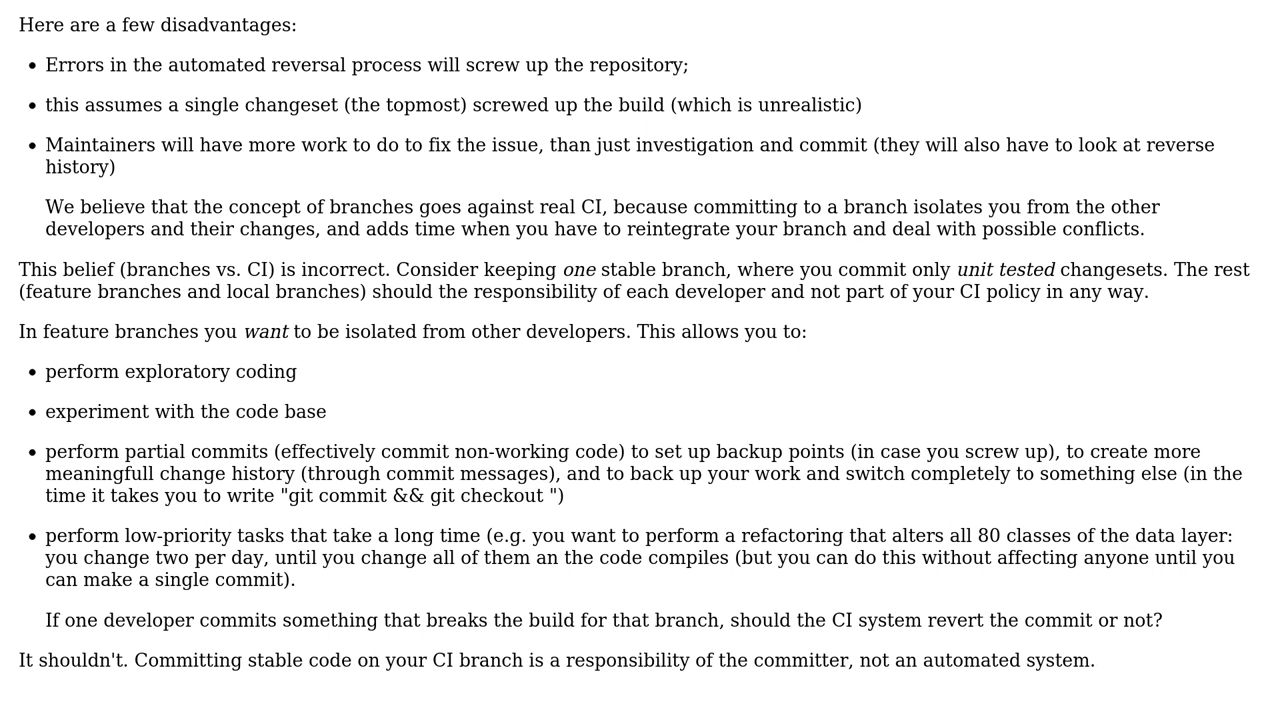 Here are a few disadvantages:
• Errors in the automated reversal process will screw up the repository;
• this assumes a single changeset (the topmost) screwed up the build (which is unrealistic)
• Maintainers will have more work to do to fix the issue, than just investigation and commit (they will also have to look at reverse
history)
We believe that the concept of branches goes against real CI, because committing to a branch isolates you from the other
developers and their changes, and adds time when you have to reintegrate your branch and deal with possible conflicts.
This belief (branches vs. CI) is incorrect. Consider keeping one stable branch, where you commit only unit tested changesets. The rest
(feature branches and local branches) should the responsibility of each developer and not part of your CI policy in any way.
In feature branches you want to be isolated from other developers. This allows you to:
• perform exploratory coding
• experiment with the code base
• perform partial commits (effectively commit non-working code) to set up backup points (in case you screw up), to create more
meaningfull change history (through commit messages), and to back up your work and switch completely to something else (in the
time it takes you to write "git commit && git checkout ")
• perform low-priority tasks that take a long time (e.g. you want to perform a refactoring that alters all 80 classes of the data layer:
you change two per day, until you change all of them an the code compiles (but you can do this without affecting anyone until you
can make a single commit).
If one developer commits something that breaks the build for that branch, should the CI system revert the commit or not?
It shouldn't. Committing stable code on your CI branch is a responsibility of the committer, not an automated system.